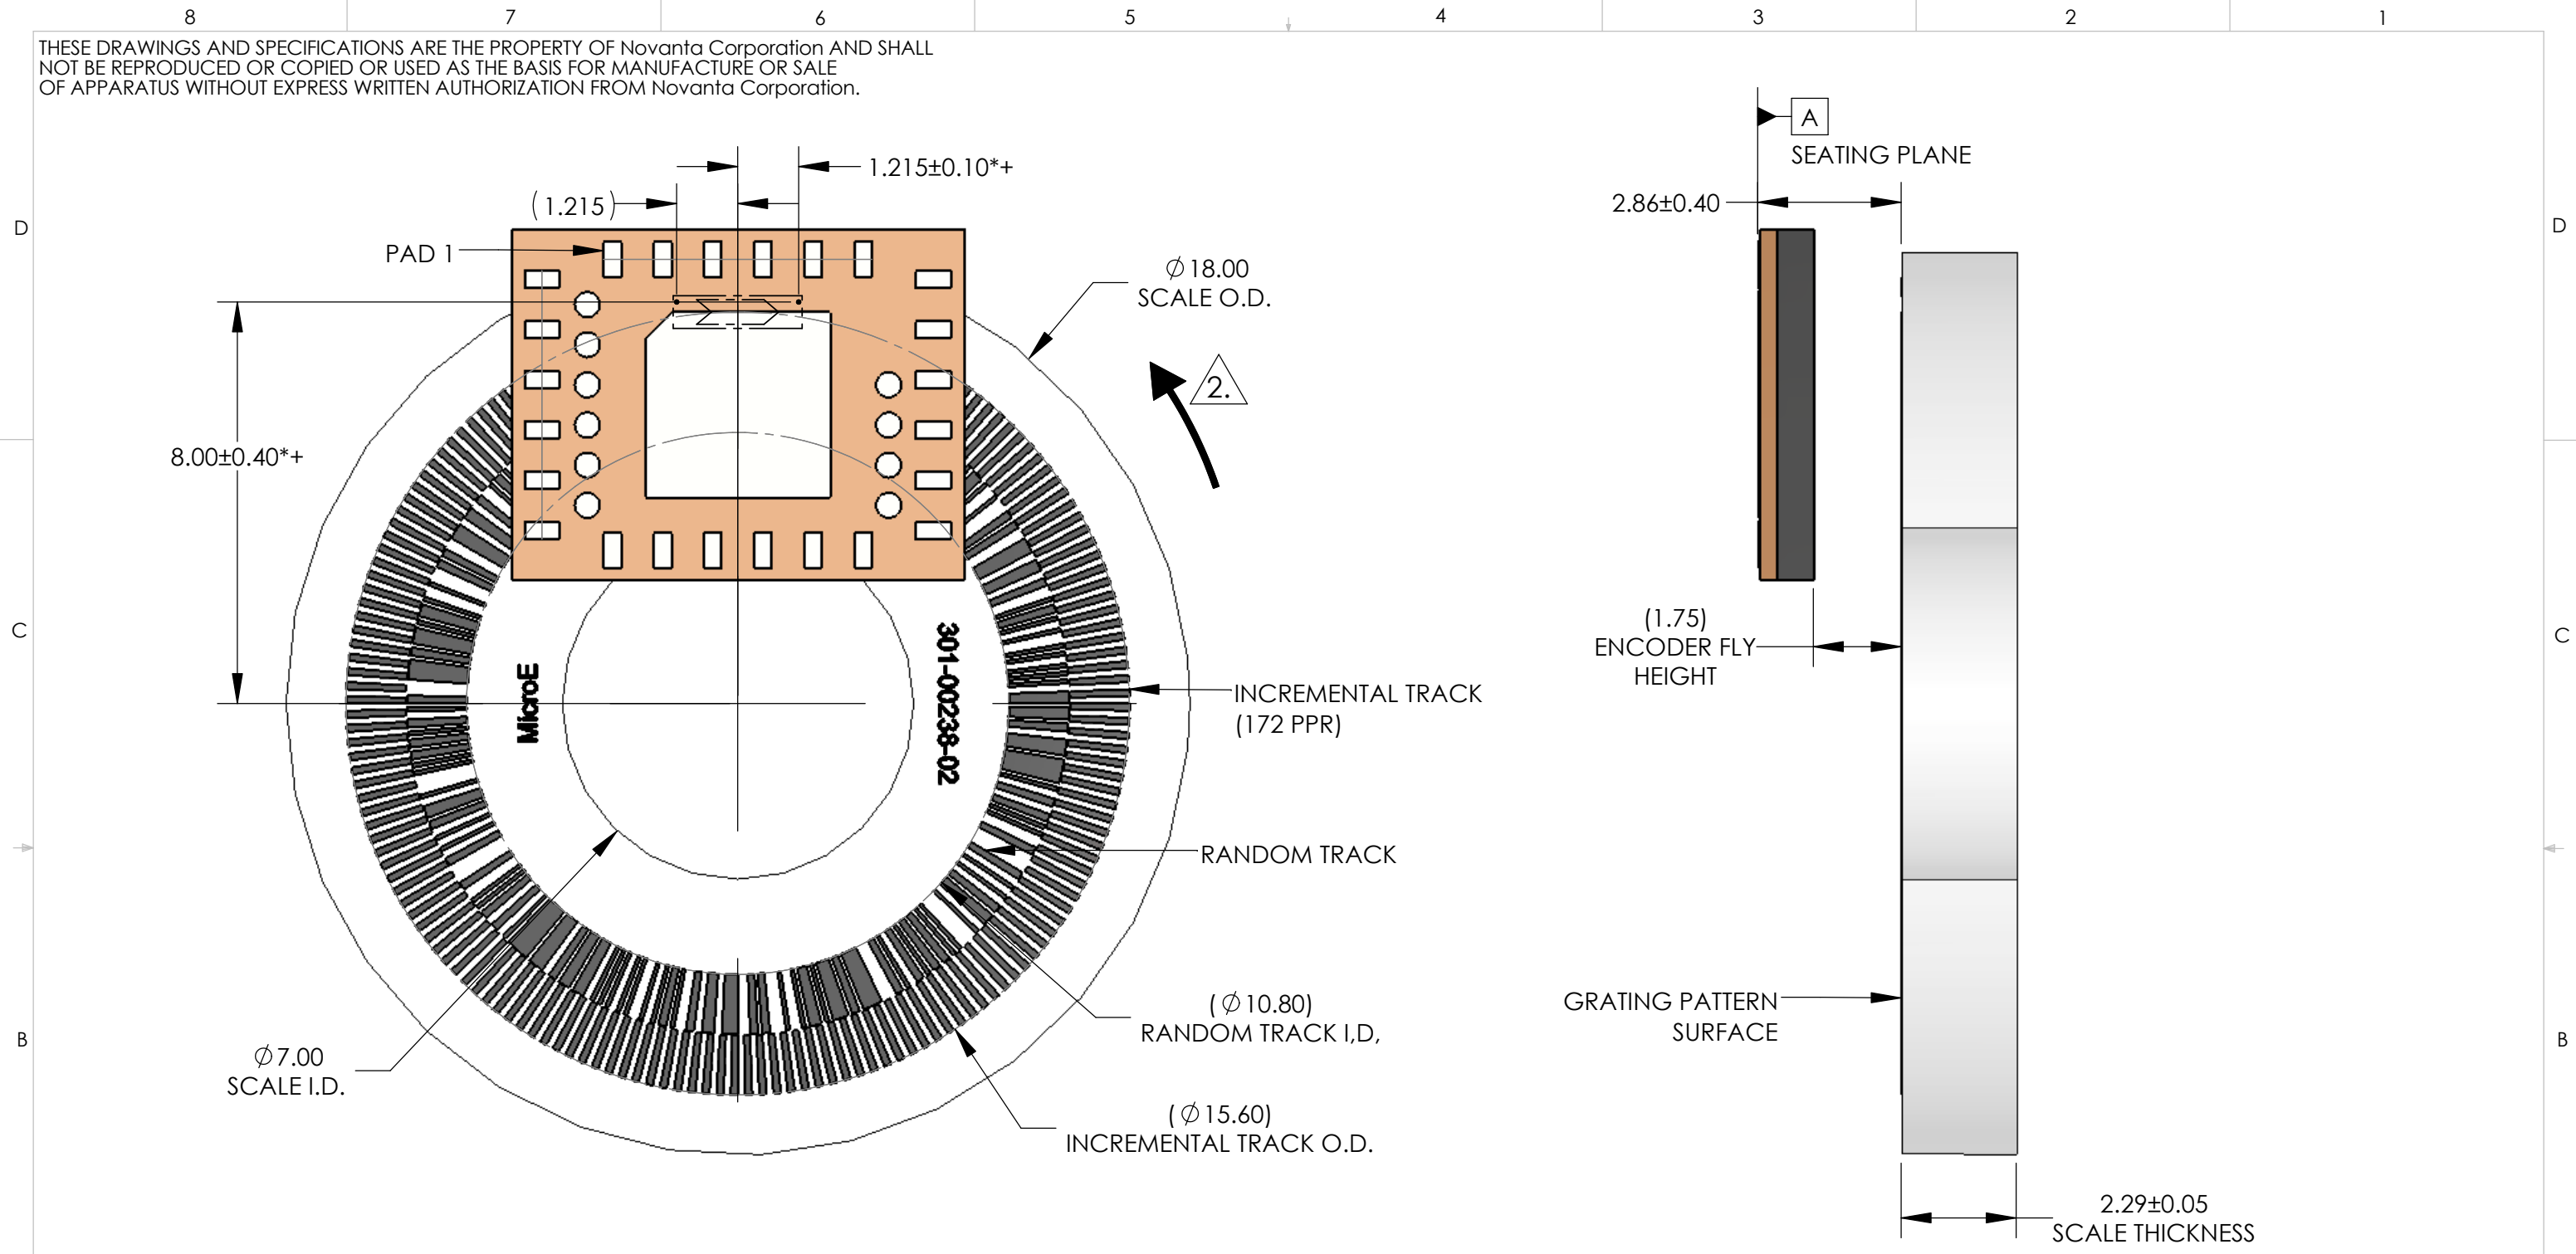 8 7 6 5 4 3 2 1
THESE DRAWINGS AND SPECIFICATIONS ARE THE PROPERTY OF Novanta Corporation AND SHALL
NOT BE REPRODUCED OR COPIED OR USED AS THE BASIS FOR MANUFACTURE OR SALE
OF APPARATUS WITHOUT EXPRESS WRITTEN AUTHORIZATION FROM Novanta Corporation.
A
SEATING PLANE
1.215±0.10*+
(1.215)
2.86±0.40
D
D
PAD 1
∅18.00
SCALE O.D.
2.
8.00±0.40*+
C
C
(1.75)
ENCODER FLY
HEIGHT
MicroE
301-00238-02
INCREMENTAL TRACK
(172 PPR)
RANDOM TRACK
(∅10.80)
RANDOM TRACK I,D,
GRATING PATTERN
SURFACE
B
B
∅7.00
SCALE I.D.
(∅15.60)
INCREMENTAL TRACK O.D.
2.29±0.05
SCALE THICKNESS